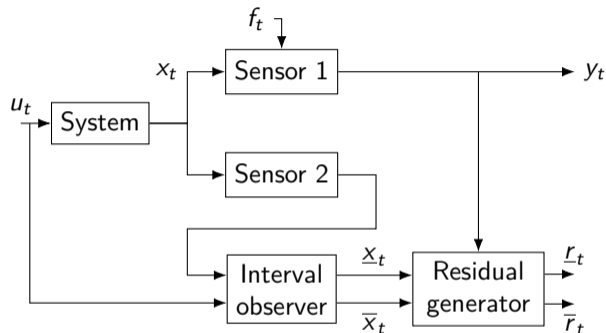 f_t
x_t
Sensor 1
y_t
u_t
System
Sensor 2
Interval
observer
x̲_t
x̅_t
Residual
generator
r̲_t
r̅_t